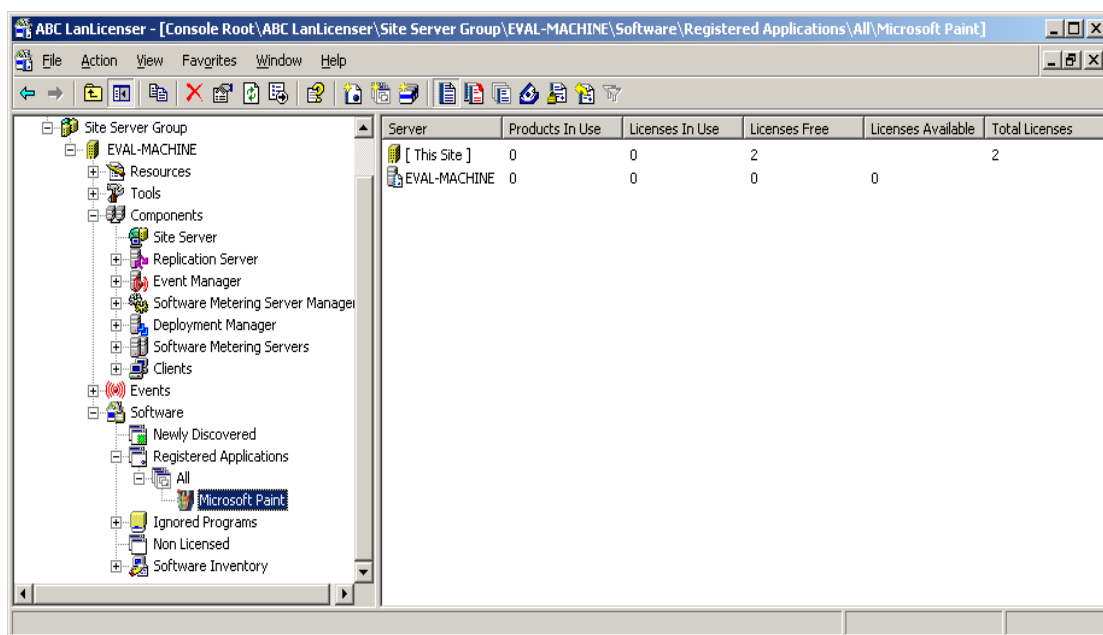 ABC LanLicenser - [Console Root\ABC LanLicenser\Site Server Group\EVAL-MACHINE\Software\Registered Applications\All\Microsoft Paint]
File Action View Favorites Window Help
Site Server Group
EVAL-MACHINE
Resources
Tools
Components
Site Server
Replication Server
Event Manager
Software Metering Server Manager
Deployment Manager
Software Metering Servers
Clients
Events
Software
Newly Discovered
Registered Applications
All
Microsoft Paint
Ignored Programs
Non Licensed
Software Inventory
Server Products In Use Licenses In Use Licenses Free Licenses Available Total Licenses
[ This Site ] 0 0 2 2
EVAL-MACHINE 0 0 0 0